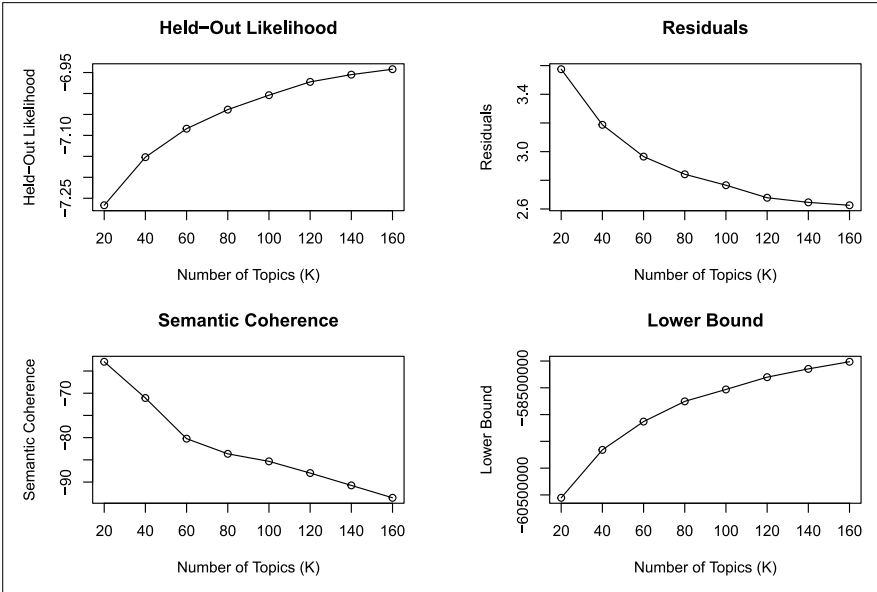 Held−Out Likelihood
Held−Out Likelihood
−6.95
−7.10
−7.25
20 40 60 80 100 120 140 160
Number of Topics (K)
Residuals
Residuals
3.4
3.0
2.6
20 40 60 80 100 120 140 160
Number of Topics (K)
Semantic Coherence
Semantic Coherence
−70
−80
−90
20 40 60 80 100 120 140 160
Number of Topics (K)
Lower Bound
Lower Bound
−58500000
−60500000
20 40 60 80 100 120 140 160
Number of Topics (K)